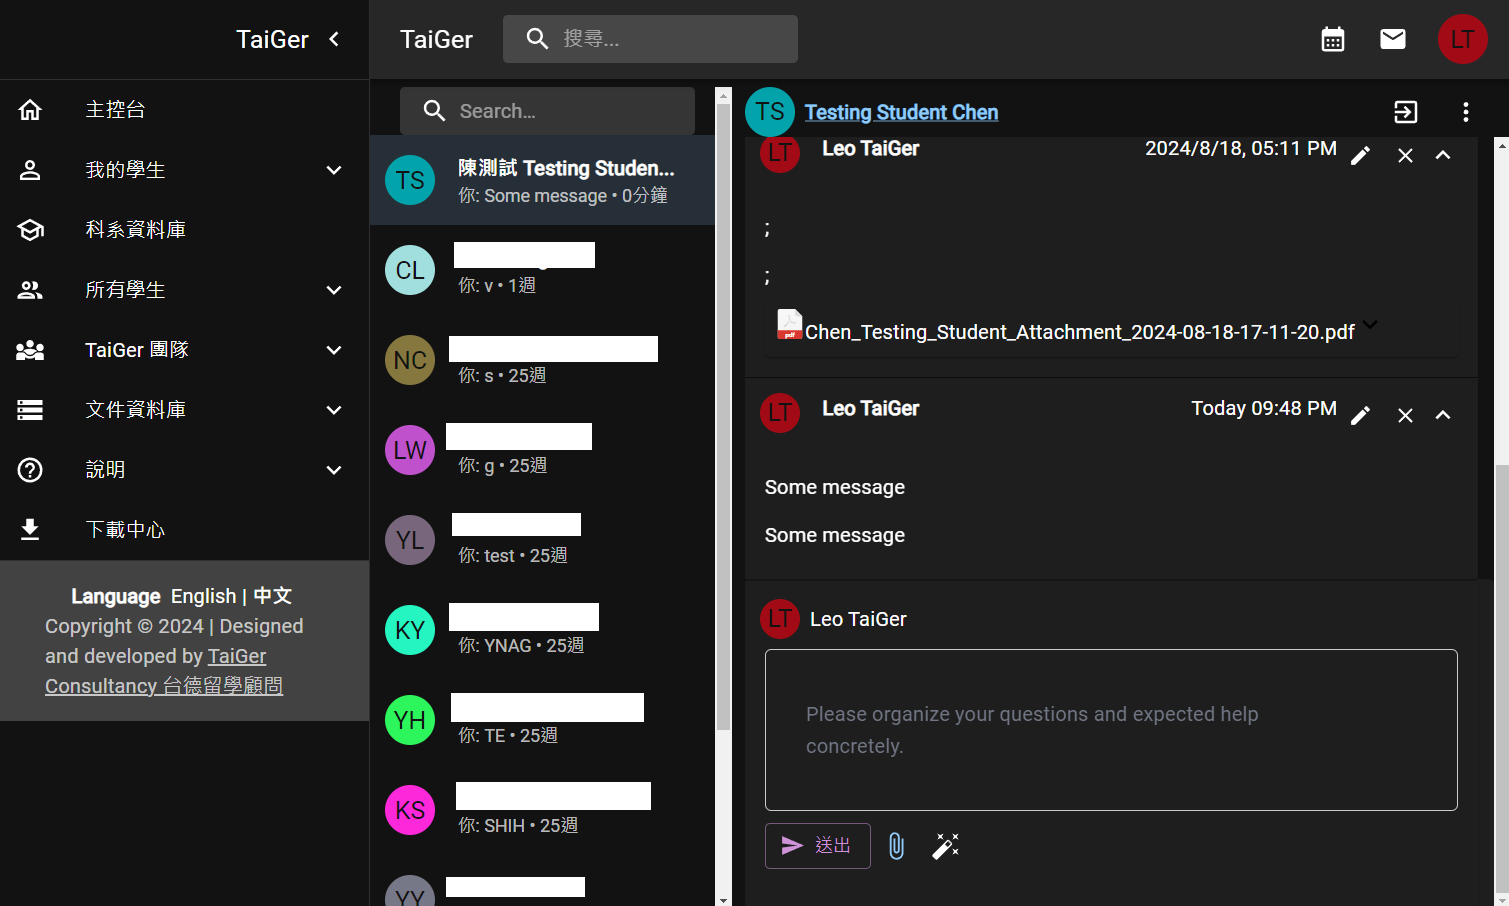 TaiGer
主控台
我的學生
科系資料庫
所有學生
TaiGer 團隊
文件資料庫
說明
下載中心
Language English | 中文
Copyright © 2024 | Designed
and developed by TaiGer
Consultancy 台德留學顧問
TaiGer
搜尋...
LT
Search...
TS
陳測試 Testing Studen...
你: Some message • 0分鐘
CL
你: v • 1週
NC
你: s • 25週
LW
你: g • 25週
YL
你: test • 25週
KY
你: YNAG • 25週
YH
你: TE • 25週
KS
你: SHIH • 25週
YY
TS
Testing Student Chen
LT
Leo TaiGer
2024/8/18, 05:11 PM
;
;
pdf
Chen_Testing_Student_Attachment_2024-08-18-17-11-20.pdf
LT
Leo TaiGer
Today 09:48 PM
Some message
Some message
LT
Leo TaiGer
Please organize your questions and expected help
concretely.
送出